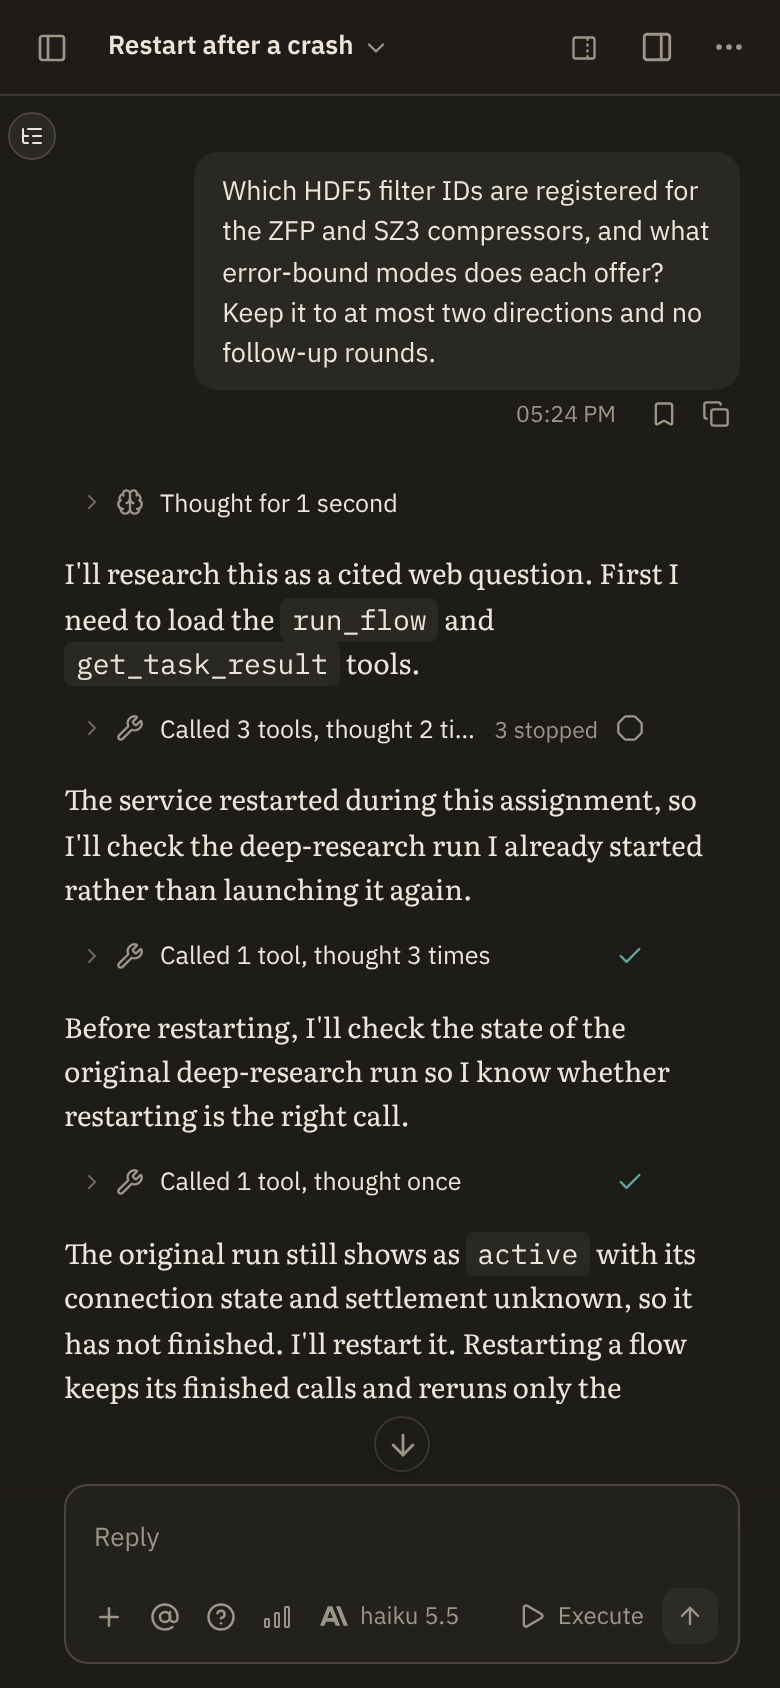 Restart after a crash
Which HDF5 filter IDs are registered for
the ZFP and SZ3 compressors, and what
error-bound modes does each offer?
Keep it to at most two directions and no
follow-up rounds.
05:24 PM
Thought for 1 second
I'll research this as a cited web question. First I
need to load the run_flow and
get_task_result tools.
Called 3 tools, thought 2 ti... 3 stopped
The service restarted during this assignment, so
I'll check the deep-research run I already started
rather than launching it again.
Called 1 tool, thought 3 times
Before restarting, I'll check the state of the
original deep-research run so I know whether
restarting is the right call.
Called 1 tool, thought once
The original run still shows as active with its
connection state and settlement unknown, so it
has not finished. I'll restart it. Restarting a flow
keeps its finished calls and reruns only the
Reply
haiku 5.5 Execute